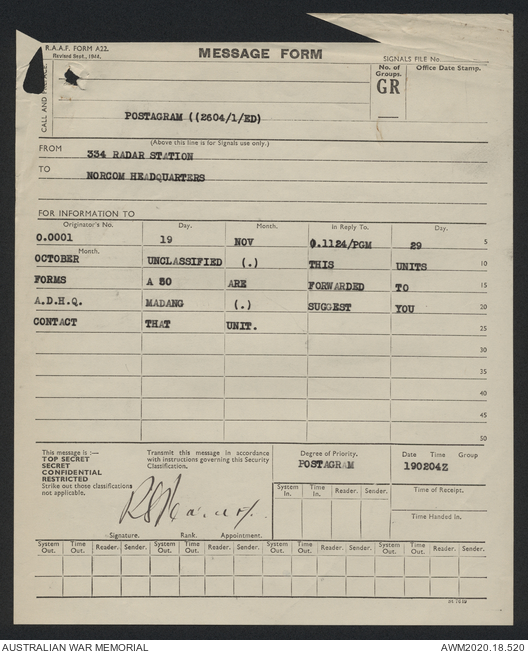 R.A.A.F. FORM A22.
Revised Sept., 1944.
MESSAGE FORM
SIGNALS FILE No
CALL AND
No. of
Groups.
GR
Office Date Stamp.
POSTAGRAM ((2604/1/ED)
(Above this line is for Signals use only.)
FROM 334 RADAR STATION
TO NORCOM HEADQUARTERS
FOR INFORMATION TO
Originator's No. Day. Month. In Reply To. Day.
0.0001 19 NOV 0.1124/PGM 29 5
Month.
OCTOBER UNCLASSIFIED (.) THIS UNITS 10
FORMS A 50 ARE FORWARDED TO 15
A.D.H.Q. MADANG (.) SUGGEST YOU 20
CONTACT THAT UNIT. 25
30
35
40
45
50
This message is :—
TOP SECRET
SECRET
CONFIDENTIAL
RESTRICTED
Strike out those classifications
not applicable.
Transmit this message in accordance
with instructions governing this Security
Classification.
Signature. Rank. Appointment.
Degree of Priority.
POSTAGRAM
Date Time Group
190204Z
System In. Time In. Reader. Sender.
Time of Receipt.
Time Handed In.
System Out. Time Out. Reader. Sender. System Out. Time Out. Reader. Sender. System Out. Time Out. Reader. Sender. System Out. Time Out. Reader. Sender.
AUSTRALIAN WAR MEMORIAL
AWM2020.18.520